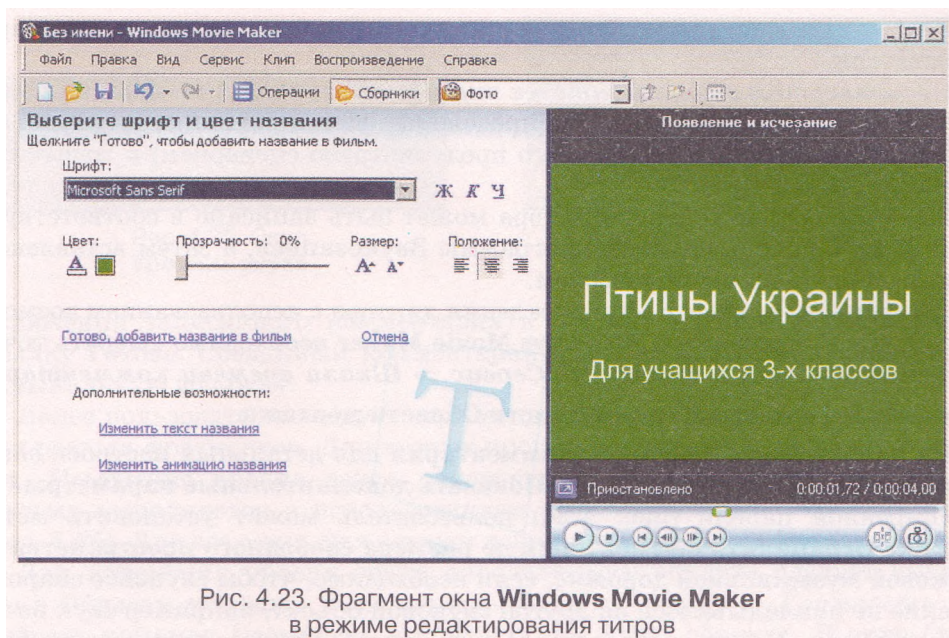 Без имени - Windows Movie Maker
Файл Правка Вид Сервис Клип Воспроизведение Справка
Операции Сборники Фото
Выберите шрифт и цвет названия
Щелкните "Готово", чтобы добавить название в фильм.
Шрифт:
Microsoft Sans Serif
Ж К Ч
Цвет: Прозрачность: 0% Размер: Положение:
Готово, добавить название в фильм Отмена
Дополнительные возможности:
Изменить текст названия
Изменить анимацию названия
Появление и исчезание
Птицы Украины
Для учащихся 3-х классов
Приостановлено 0:00:01,72 / 0:00:04,00
Рис. 4.23. Фрагмент окна Windows Movie Maker
в режиме редактирования титров